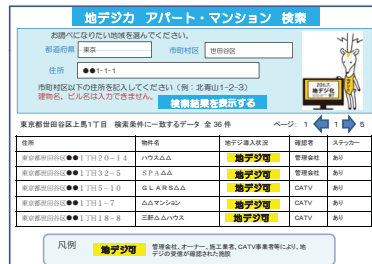 地デジカ アパート・マンション 検索
お調べになりたい地域を選んでください。
都道府県 東京 市町村区 世田谷区
住所 ●●1-1-1
市町村区以下の住所を記入してください（例：北青山1-2-3）
建物名、ビル名は入力できません。
検索結果を表示する
地デジ化
東京都世田谷区上馬1丁目 検索条件に一致するデータ 全36件 ページ： 1 1 5
住所 物件名 地デジ導入状況 確認者 ステッカー
東京都世田谷区●●1丁目20－14 ハウス△△ 地デジ可 管理会社 あり
東京都世田谷区●●1丁目32－5 SPA△△ 地デジ可 管理会社 あり
東京都世田谷区●●1丁目5－10 GLARS△△ 地デジ可 CATV あり
東京都世田谷区●●1丁目1－7 △△マンション 地デジ可 CATV あり
東京都世田谷区●●1丁目18－8 三軒△△ハウス 地デジ可 CATV あり
凡例 地デジ可 管理会社、オーナー、施工業者、CATV事業者等により、地
デジの受信が確認された施設